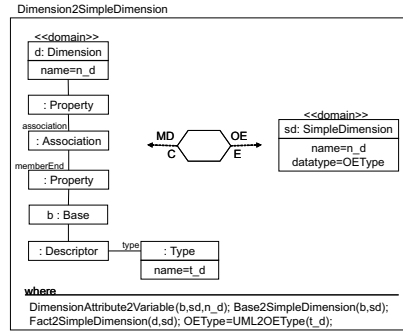 Dimension2SimpleDimension
<<domain>>
d: Dimension
name=n_d
: Property
association
: Association
memberEnd
: Property
b : Base
: Descriptor
type
: Type
name=t_d
MD
OE
C
E
<<domain>>
sd: SimpleDimension
name=n_d
datatype=OEType
where
DimensionAttribute2Variable(b,sd,n_d); Base2SimpleDimension(b,sd);
Fact2SimpleDimension(d,sd); OEType=UML2OEType(t_d);